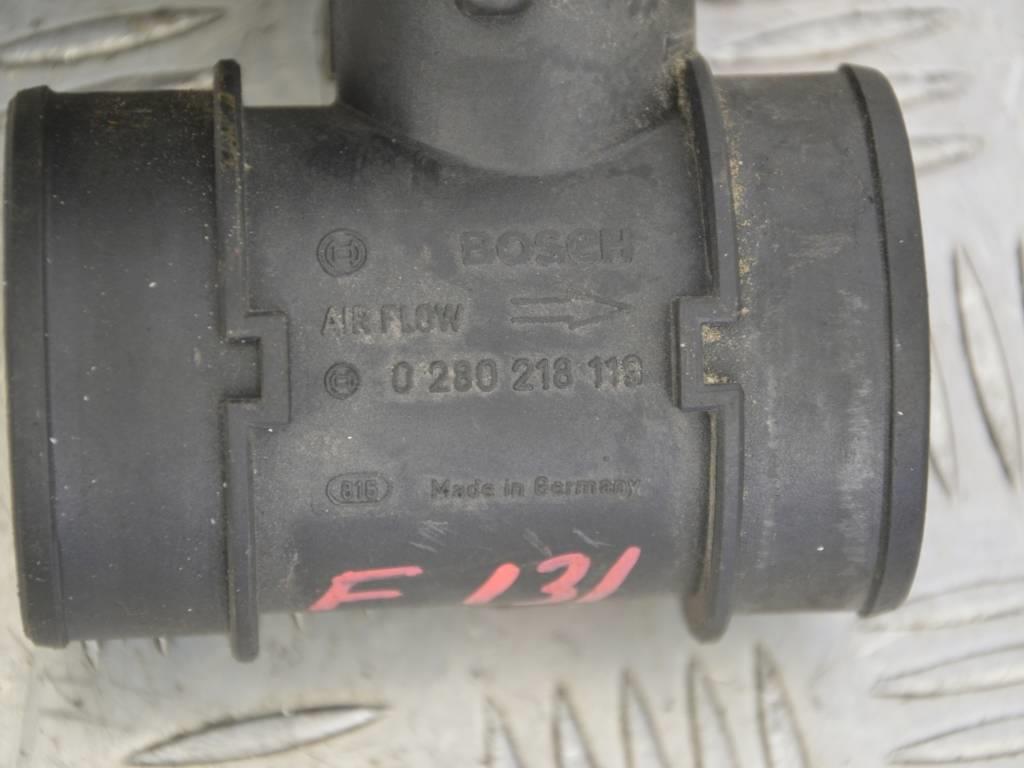 BOSCH
AIR FLOW
0 280 218 119
816 Made in Germany
F 131